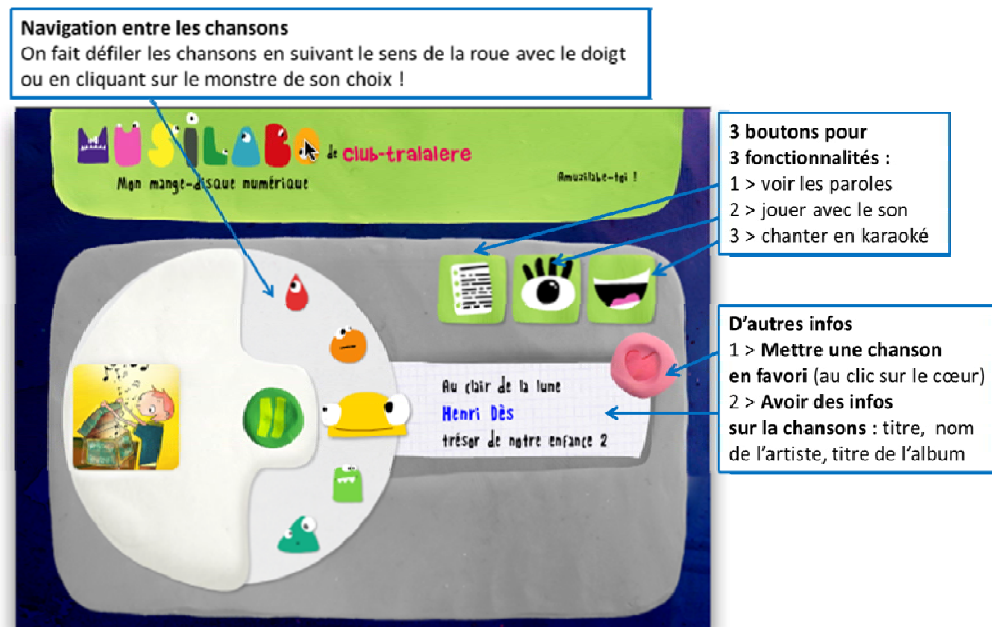 Navigation entre les chansons
On fait défiler les chansons en suivant le sens de la roue avec le doigt
ou en cliquant sur le monstre de son choix !
MUSILABO de club-tralalere
Mon mange-disque numérique
Amusilabe-toi !
3 boutons pour
3 fonctionnalités :
1 > voir les paroles
2 > jouer avec le son
3 > chanter en karaoké
D'autres infos
1 > Mettre une chanson
en favori (au clic sur le cœur)
2 > Avoir des infos
sur la chansons : titre, nom
de l'artiste, titre de l'album
Au clair de la lune
Henri Dès
trésor de notre enfance 2